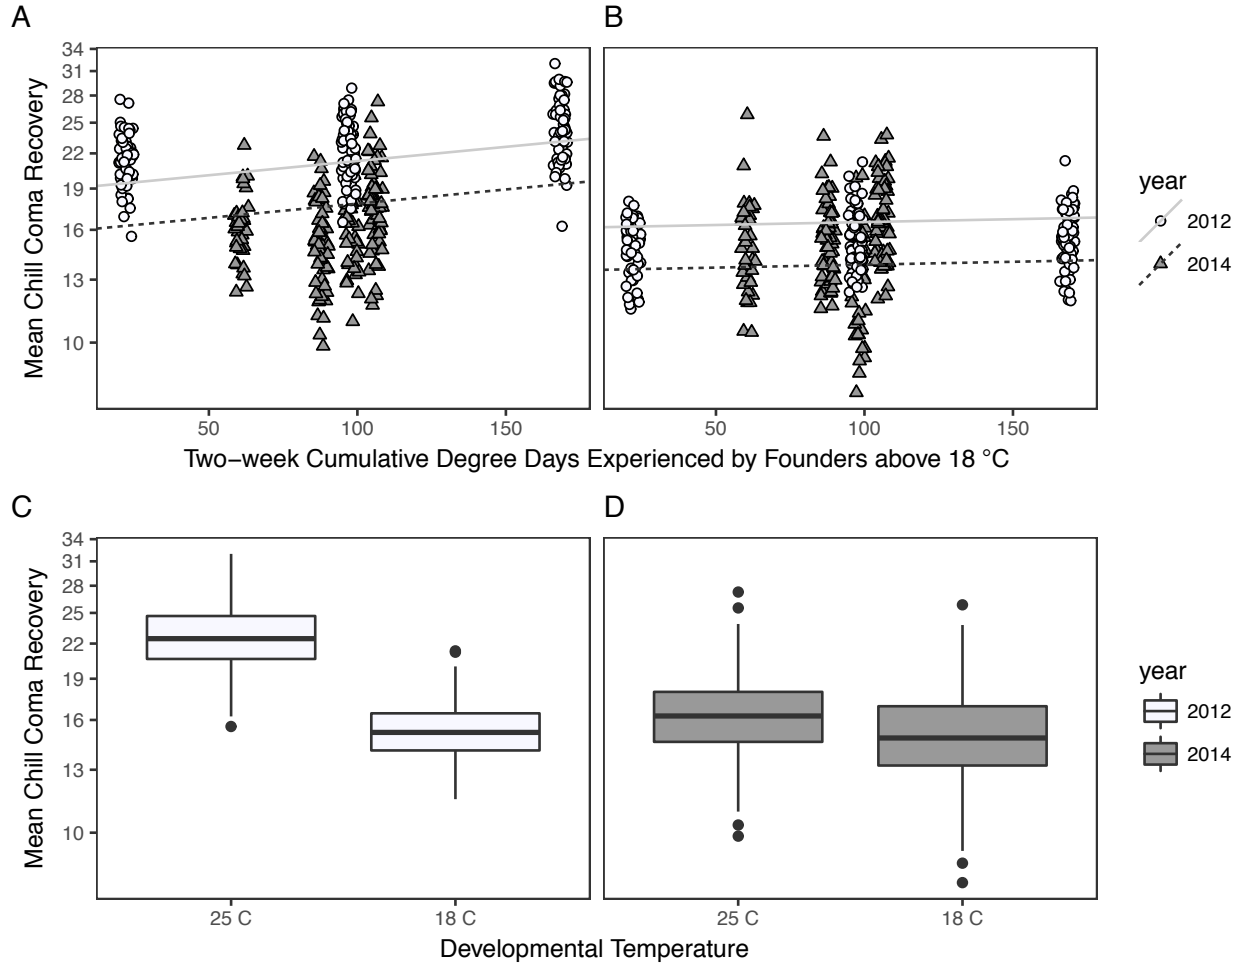 A
B
34
31
28
25
22
19
16
13
10
Mean Chill Coma Recovery
50
100
150
50
100
150
Two−week Cumulative Degree Days Experienced by Founders above 18 °C
year
2012
2014
C
D
34
31
28
25
22
19
16
13
10
Mean Chill Coma Recovery
25 C
18 C
25 C
18 C
Developmental Temperature
year
2012
2014